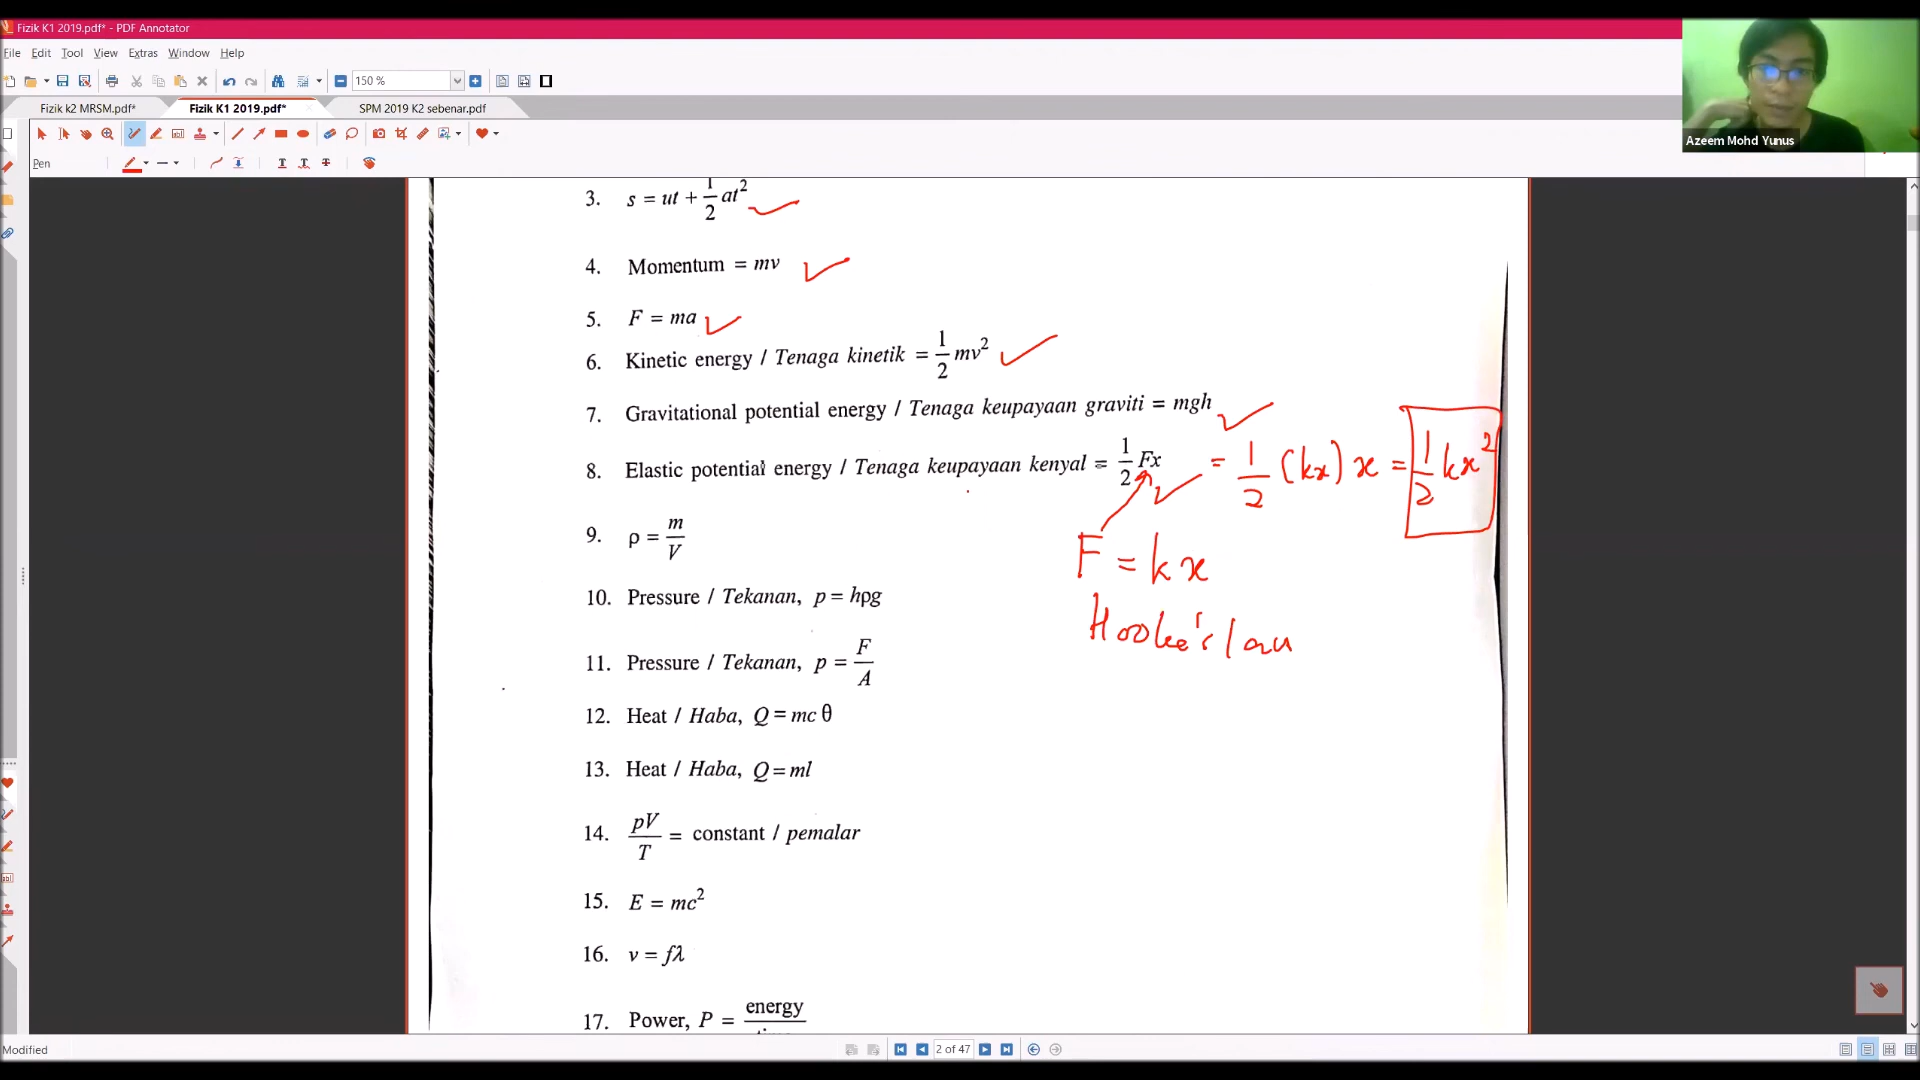 Fizik K1 2019.pdf* - PDF Annotator
File Edit Tool View Extras Window Help
150 %
Fizik k2 MRSM.pdf* Fizik K1 2019.pdf* SPM 2019 K2 sebenar.pdf
Pen
Azeem Mohd Yunus
3. s = ut + 1/2 at²
4. Momentum = mv
5. F = ma
6. Kinetic energy / Tenaga kinetik = 1/2 mv²
7. Gravitational potential energy / Tenaga keupayaan graviti = mgh
8. Elastic potential energy / Tenaga keupayaan kenyal = 1/2 Fx = 1/2 (kx) x = 1/2 kx²
F = kx
Hooke's law
9. ρ = m/V
10. Pressure / Tekanan, p = hρg
11. Pressure / Tekanan, p = F/A
12. Heat / Haba, Q = mc θ
13. Heat / Haba, Q = ml
14. pV/T = constant / pemalar
15. E = mc²
16. v = fλ
17. Power, P = energy
Modified
2 of 47